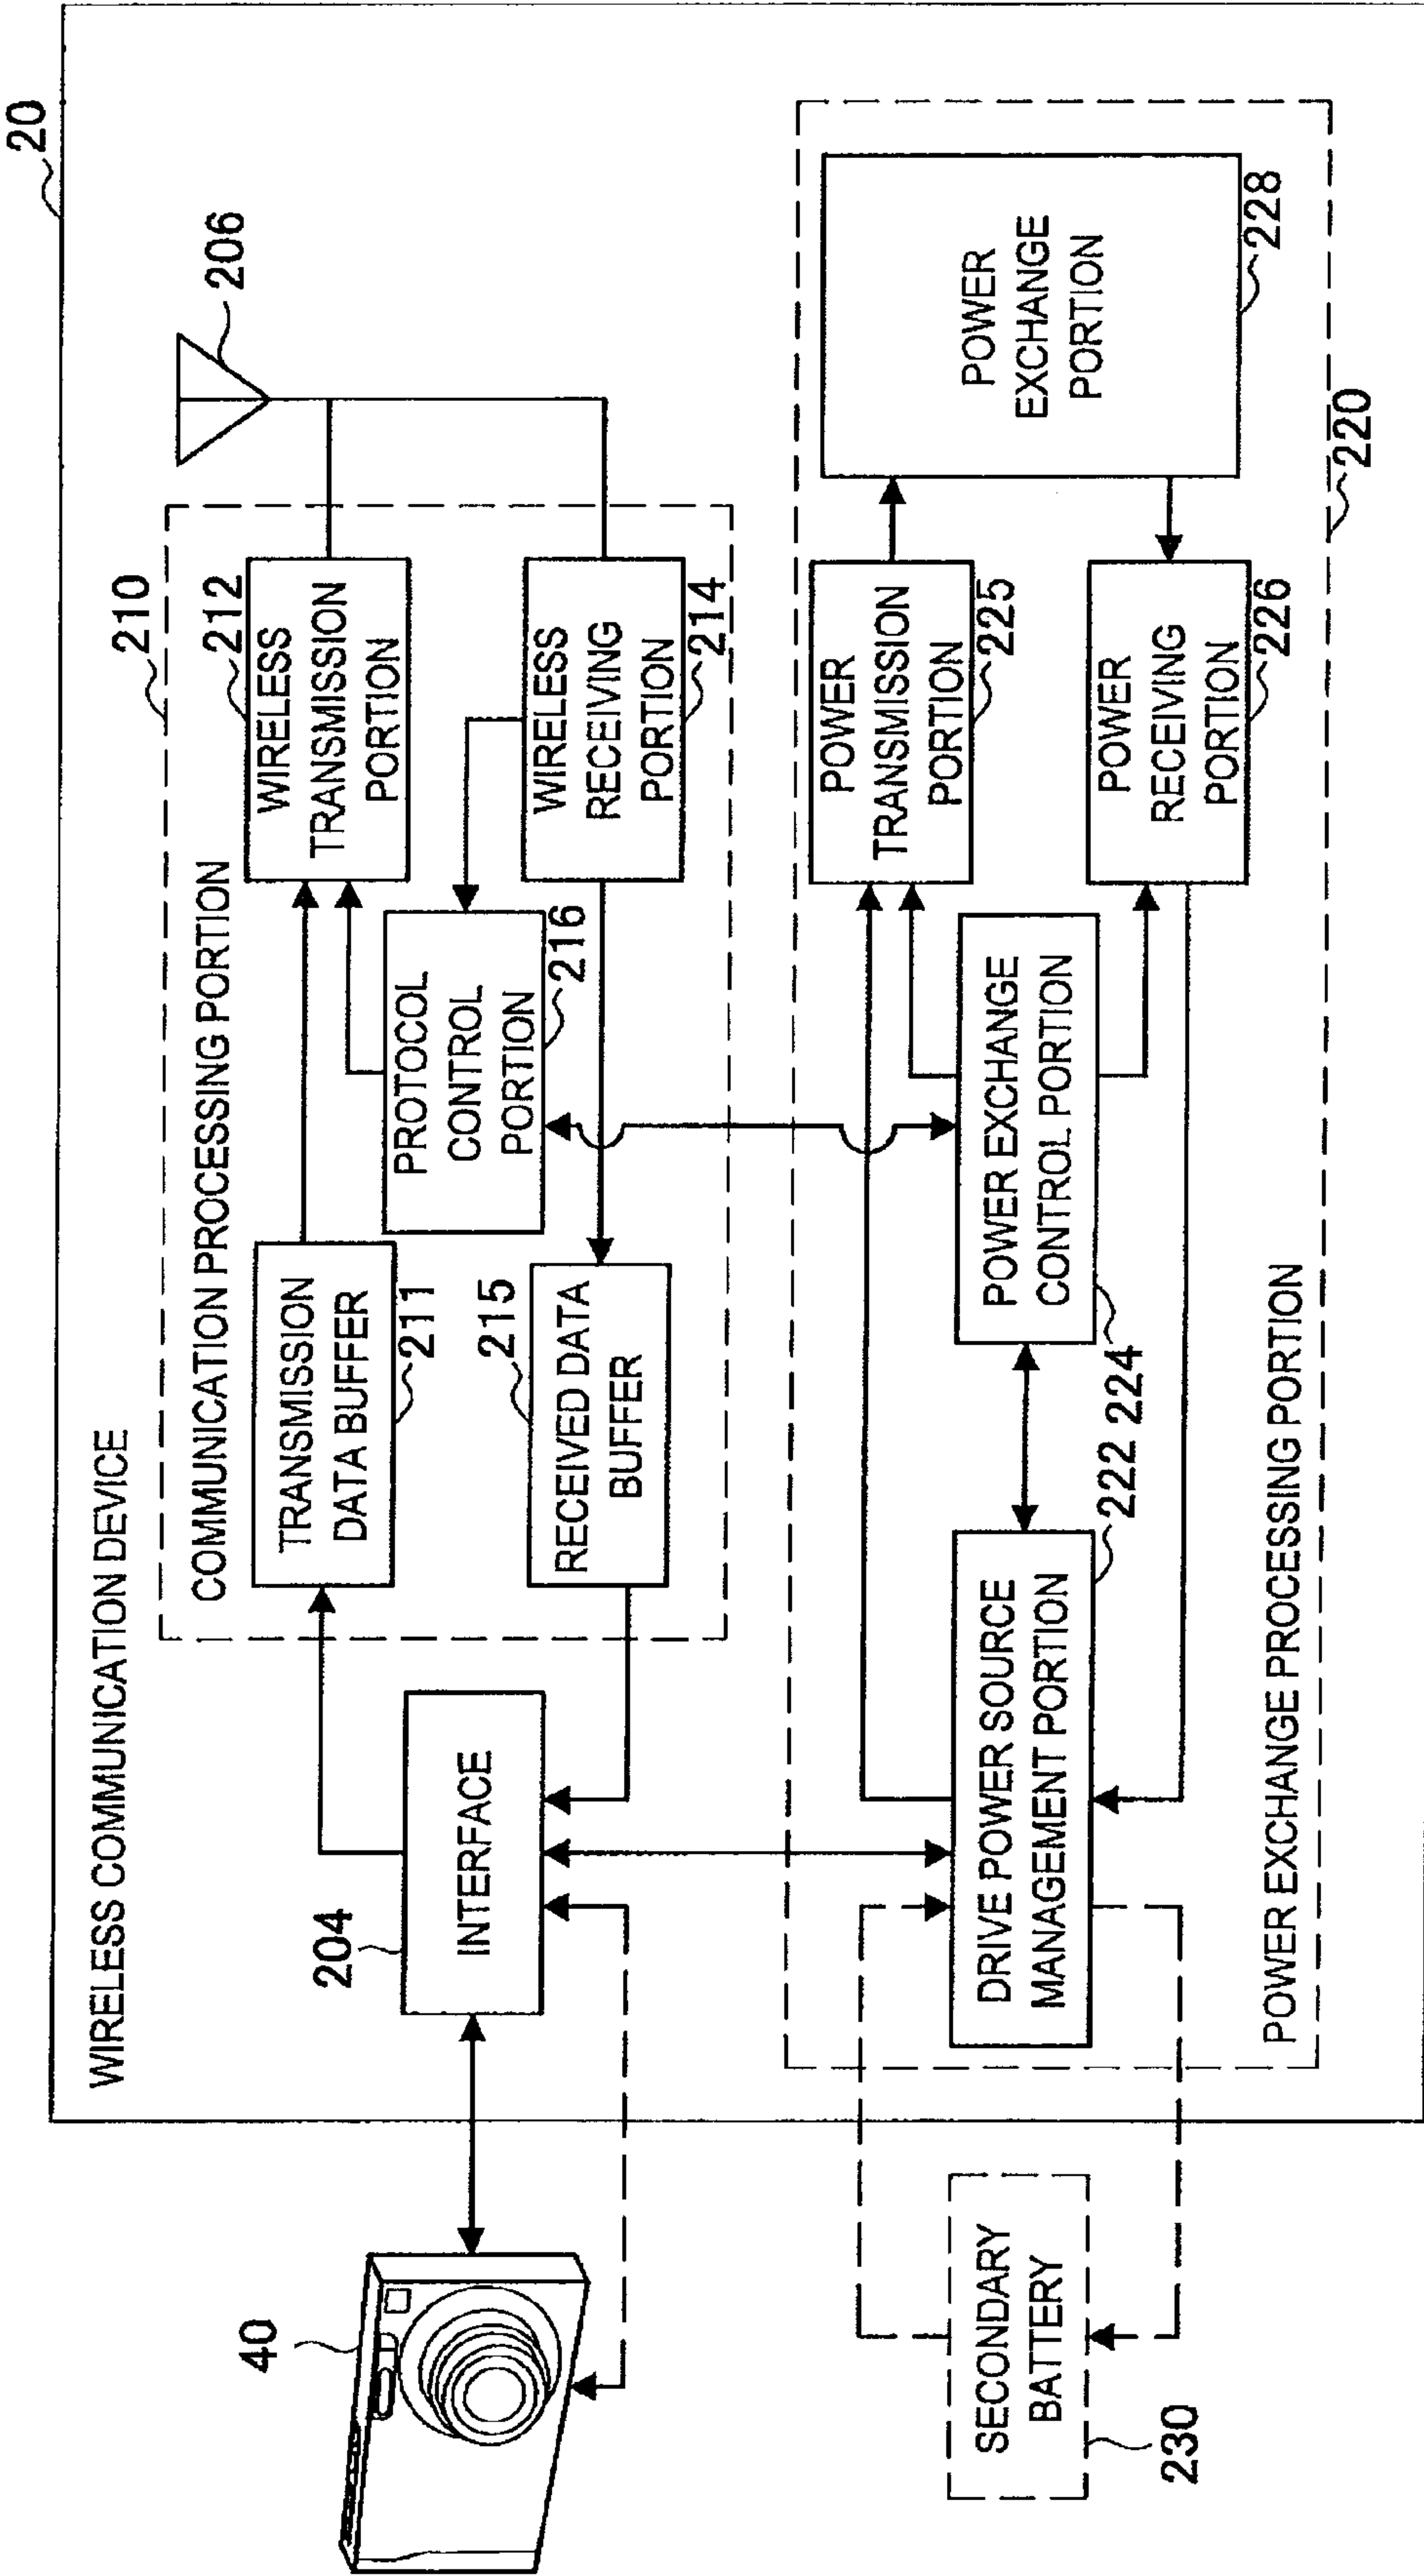 20
WIRELESS COMMUNICATION DEVICE
210
206
COMMUNICATION PROCESSING PORTION
40
204
INTERFACE
TRANSMISSION
DATA BUFFER
211
212
WIRELESS
TRANSMISSION
PORTION
PROTOCOL
CONTROL
PORTION
216
215
RECEIVED DATA
BUFFER
WIRELESS
RECEIVING
PORTION
214
SECONDARY
BATTERY
230
DRIVE POWER SOURCE
MANAGEMENT PORTION
222
POWER EXCHANGE
CONTROL PORTION
224
POWER
TRANSMISSION
PORTION
225
POWER
RECEIVING
PORTION
226
POWER
EXCHANGE
PORTION
228
POWER EXCHANGE PROCESSING PORTION
220